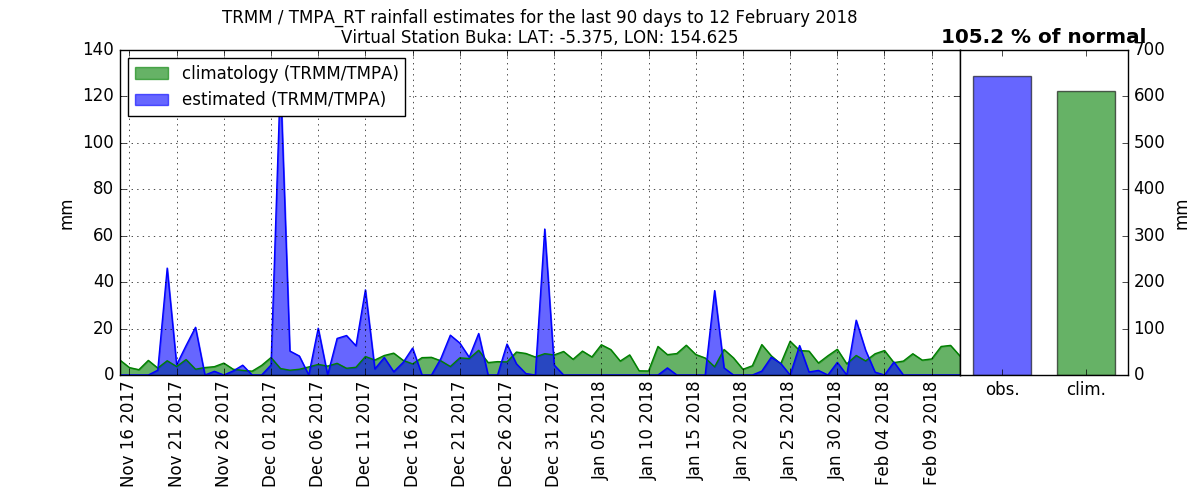 TRMM / TMPA_RT rainfall estimates for the last 90 days to 12 February 2018
Virtual Station Buka: LAT: -5.375, LON: 154.625
105.2 % of normal
climatology (TRMM/TMPA)
estimated (TRMM/TMPA)
140
120
100
80
60
40
20
0
mm
Nov 16 2017
Nov 21 2017
Nov 26 2017
Dec 01 2017
Dec 06 2017
Dec 11 2017
Dec 16 2017
Dec 21 2017
Dec 26 2017
Dec 31 2017
Jan 05 2018
Jan 10 2018
Jan 15 2018
Jan 20 2018
Jan 25 2018
Jan 30 2018
Feb 04 2018
Feb 09 2018
obs.
clim.
700
600
500
400
300
200
100
0
mm